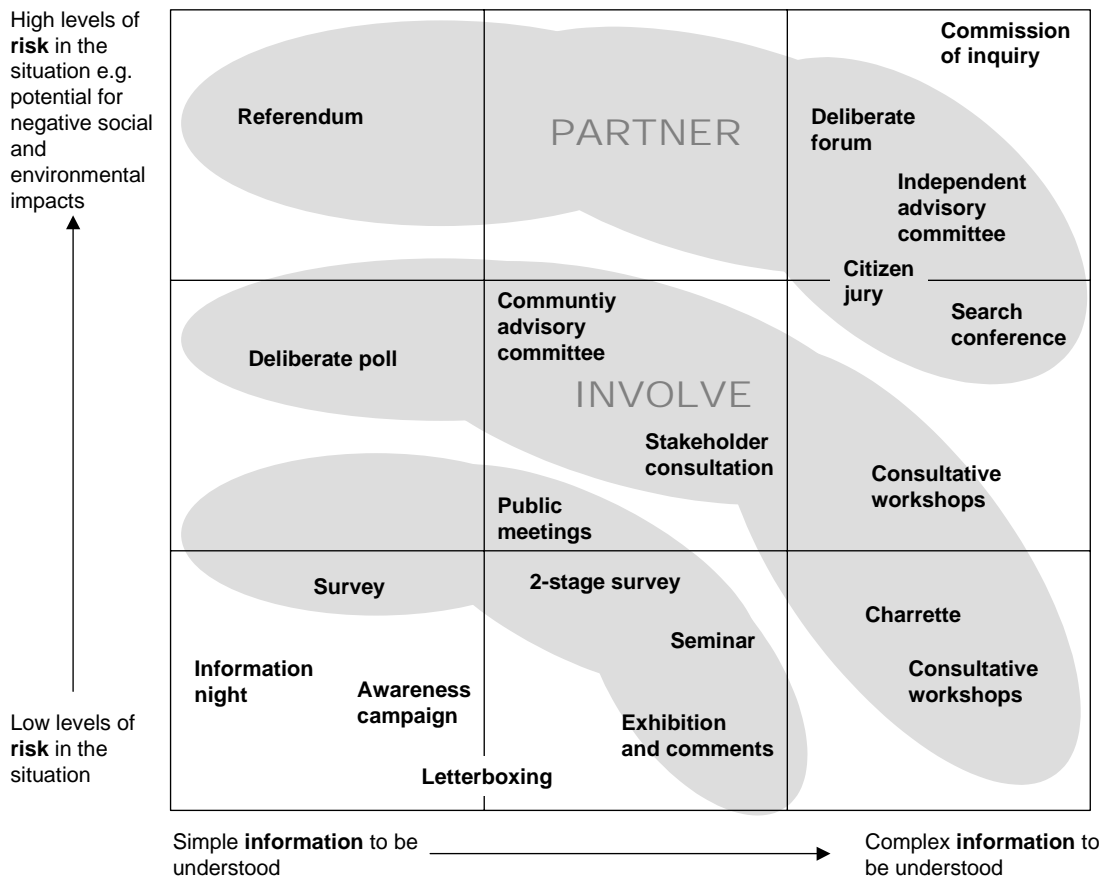 High levels of
risk in the
situation e.g.
potential for
negative social
and
environmental
impacts
Low levels of
risk in the
situation
Commission
of inquiry
Referendum
PARTNER
Deliberate
forum
Independent
advisory
committee
Citizen
jury
Search
conference
Communtiy
advisory
committee
Deliberate poll
INVOLVE
Stakeholder
consultation
Consultative
workshops
Public
meetings
Survey
2-stage survey
Charrette
Seminar
Information
night
Awareness
campaign
Consultative
workshops
Exhibition
and comments
Letterboxing
Simple information to be
understood
Complex information to
be understood